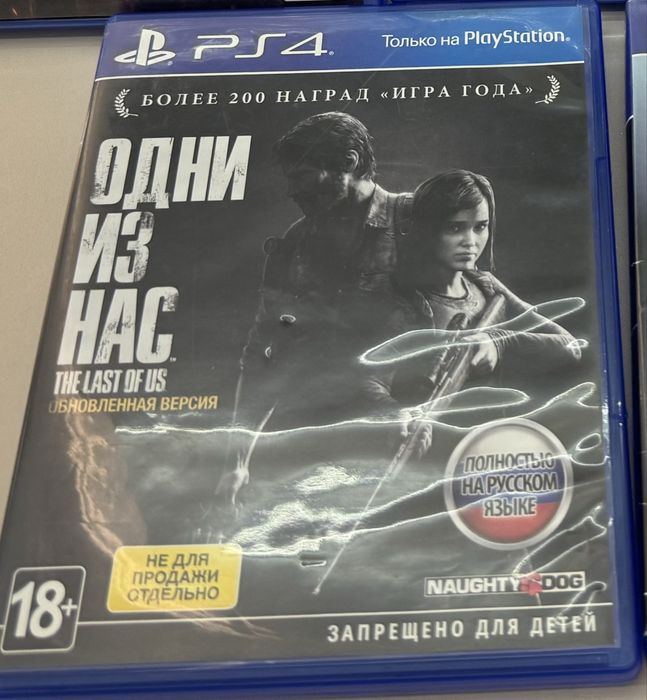 PS4
Только на PlayStation
БОЛЕЕ 200 НАГРАД «ИГРА ГОДА»
ОДНИ
ИЗ
НАС
THE LAST OF US
ОБНОВЛЕННАЯ ВЕРСИЯ
ПОЛНОСТЬЮ
НА РУССКОМ
ЯЗЫКЕ
НЕ ДЛЯ
ПРОДАЖИ
ОТДЕЛЬНО
NAUGHTY DOG
18+
ЗАПРЕЩЕНО ДЛЯ ДЕТЕЙ